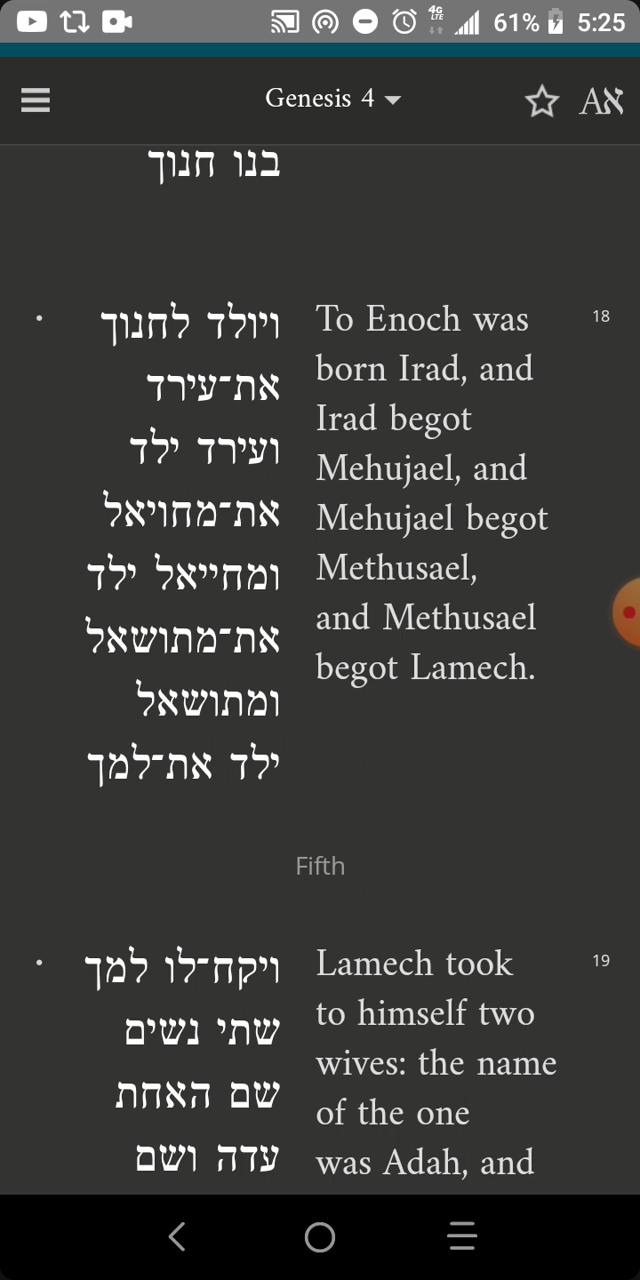 4G
LTE
61%
5:25
Genesis 4
Aא
בנו חנוך
ויולד לחנוך
את־עירד
ועירד ילד
את־מחויאל
ומחייאל ילד
את־מתושאל
ומתושאל
ילד את־למך
To Enoch was
born Irad, and
Irad begot
Mehujael, and
Mehujael begot
Methusael,
and Methusael
begot Lamech.
18
Fifth
ויקח־לו למך
שתי נשים
שם האחת
עדה ושם
Lamech took
to himself two
wives: the name
of the one
was Adah, and
19